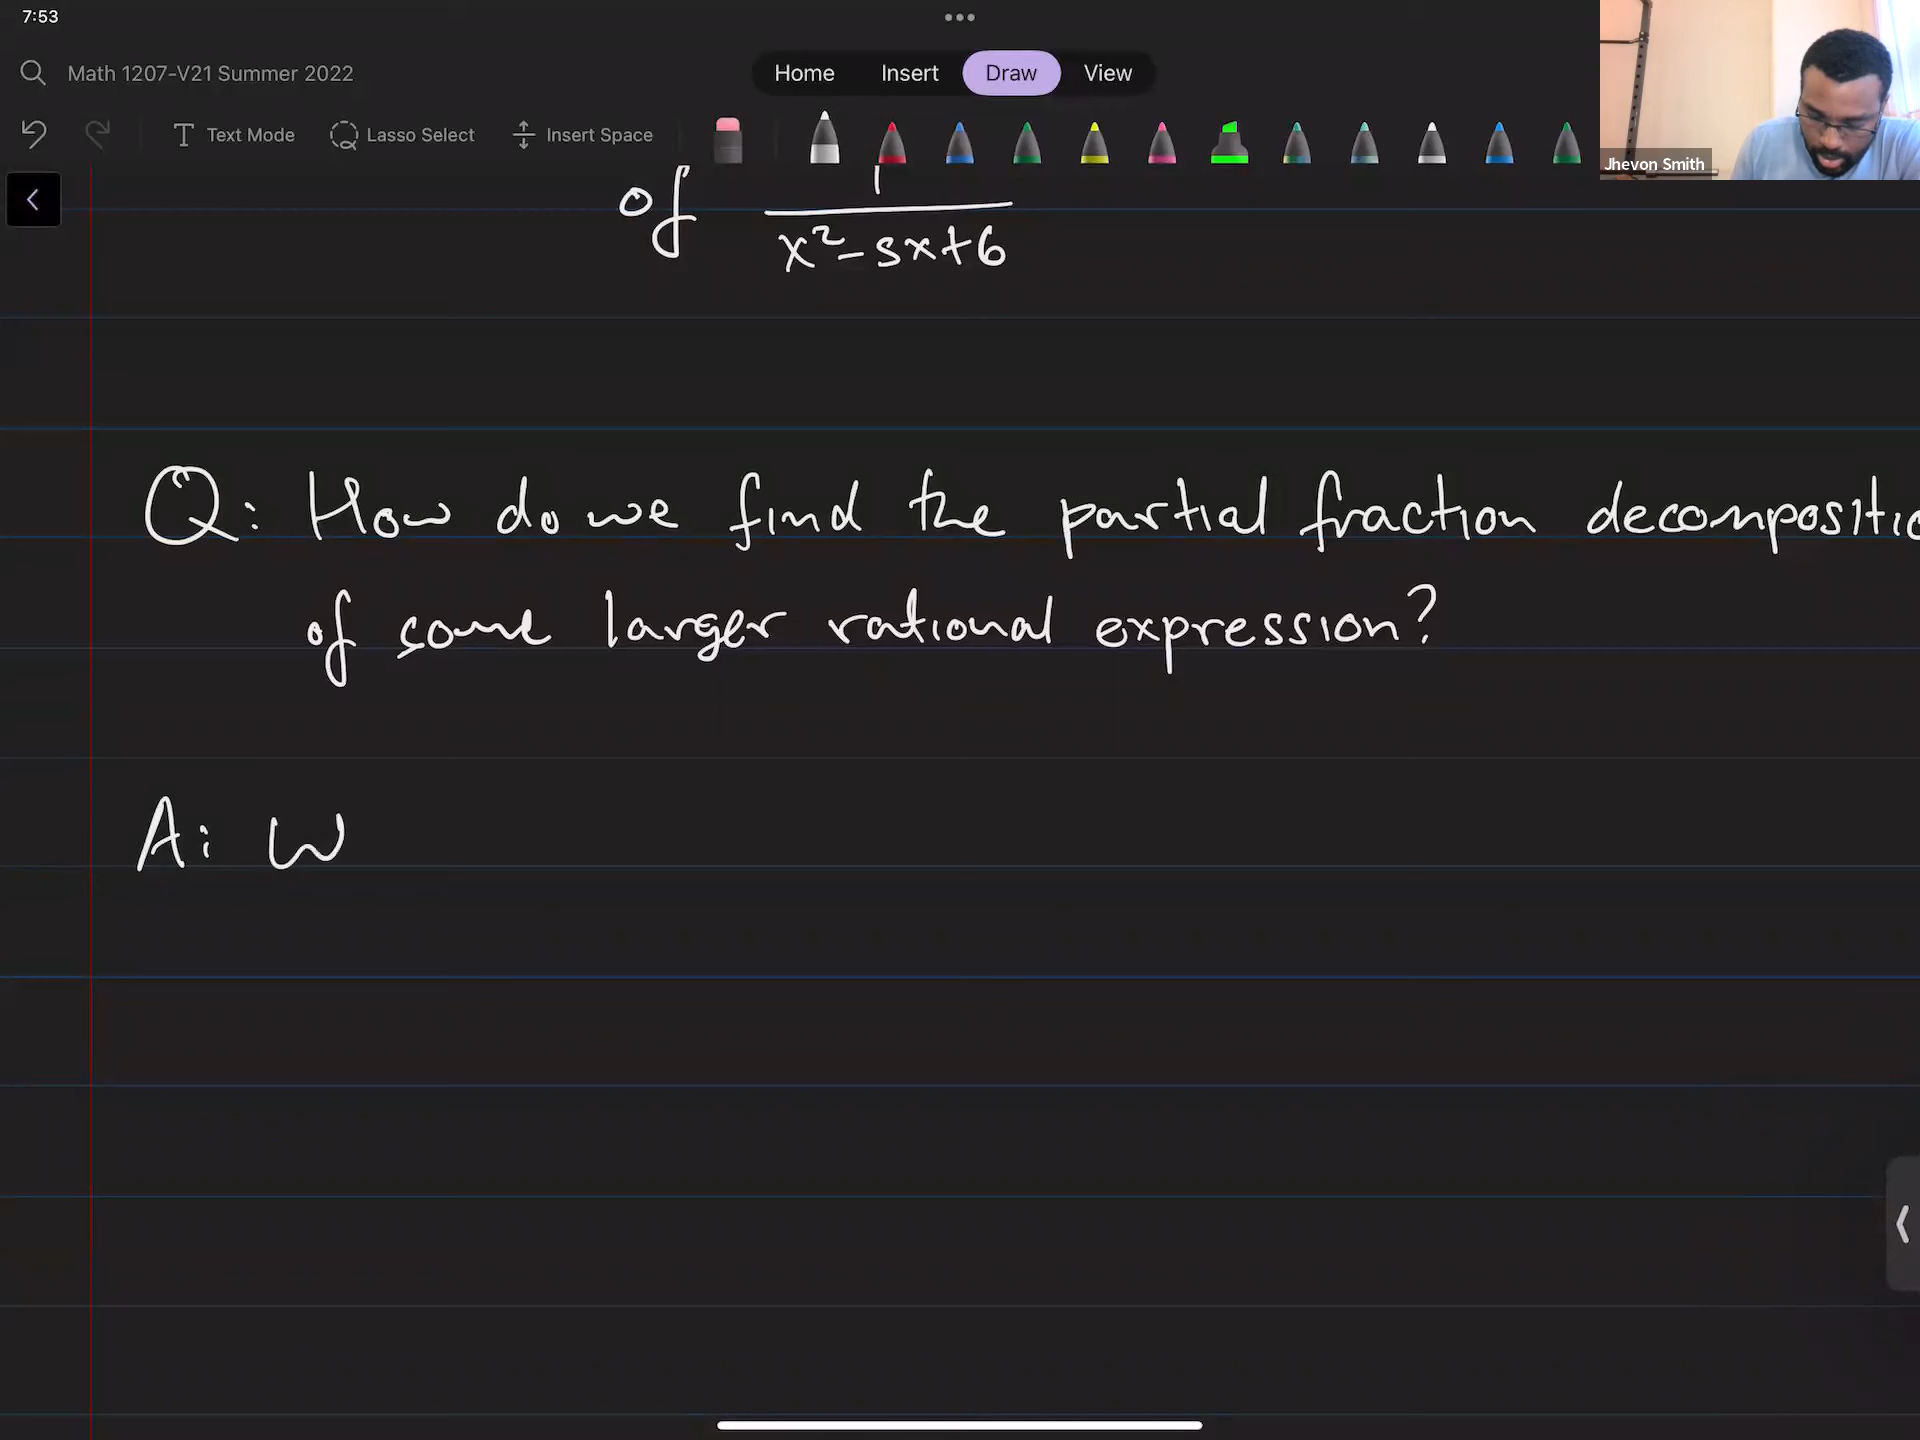 7:53
Math 1207-V21 Summer 2022
Home Insert Draw View
Text Mode Lasso Select Insert Space
Jhevon Smith
of 1
x²-5x+6
Q: How do we find the partial fraction decompositio
of some larger rational expression?
A: W